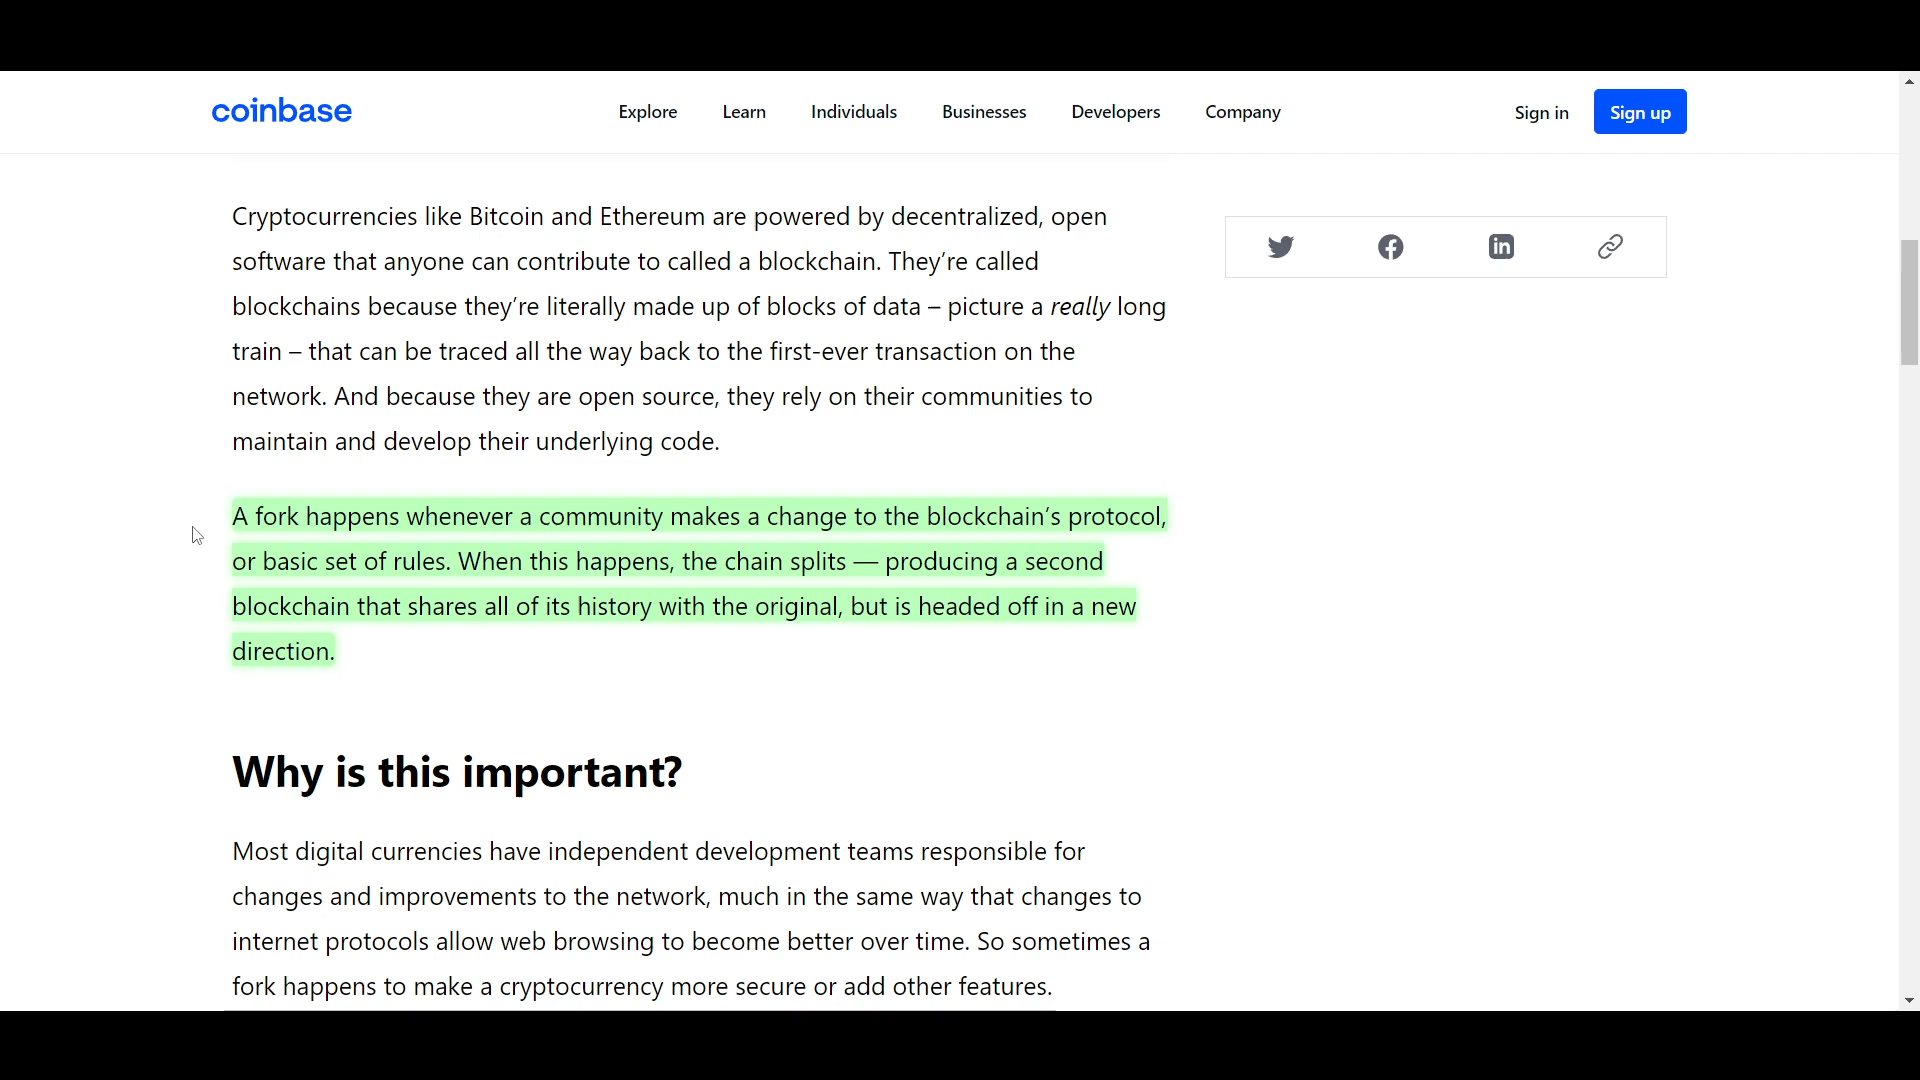 coinbase
Explore Learn Individuals Businesses Developers Company
Sign in Sign up
Cryptocurrencies like Bitcoin and Ethereum are powered by decentralized, open
software that anyone can contribute to called a blockchain. They’re called
blockchains because they’re literally made up of blocks of data – picture a really long
train – that can be traced all the way back to the first-ever transaction on the
network. And because they are open source, they rely on their communities to
maintain and develop their underlying code.
A fork happens whenever a community makes a change to the blockchain’s protocol,
or basic set of rules. When this happens, the chain splits — producing a second
blockchain that shares all of its history with the original, but is headed off in a new
direction.
Why is this important?
Most digital currencies have independent development teams responsible for
changes and improvements to the network, much in the same way that changes to
internet protocols allow web browsing to become better over time. So sometimes a
fork happens to make a cryptocurrency more secure or add other features.